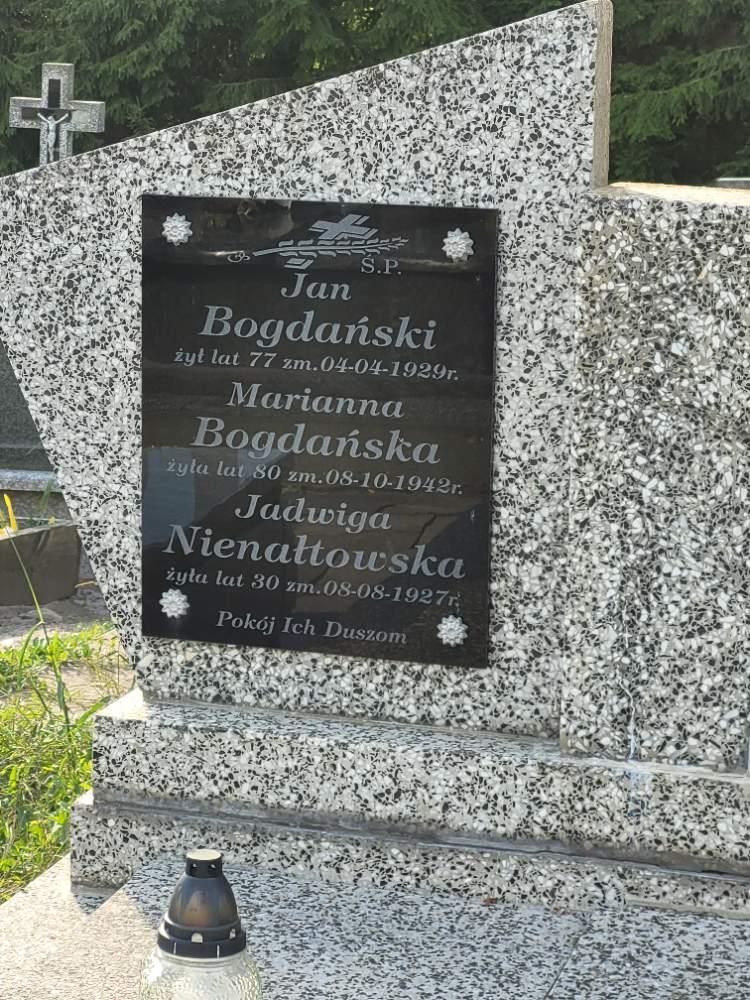 Ś.P.
Jan
Bogdański
żył lat 77 zm.04-04-1929r.
Marianna
Bogdańska
żyła lat 80 zm.08-10-1942r.
Jadwiga
Nienałtowska
żyła lat 30 zm.08-08-1927r.
Pokój Ich Duszom